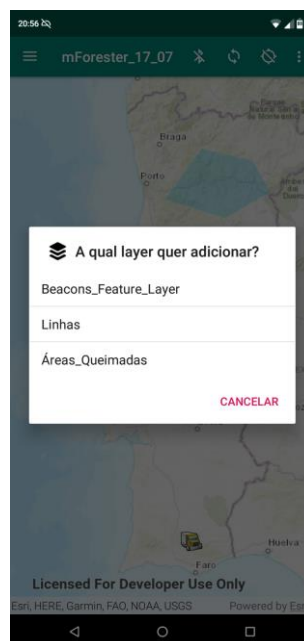 20:56
mForester_17_07
Braga
Porto
A qual layer quer adicionar?
Beacons_Feature_Layer
Linhas
Áreas_Queimadas
CANCELAR
Huelva
Faro
Licensed For Developer Use Only
Esri, HERE, Garmin, FAO, NOAA, USGS
Powered by Esri